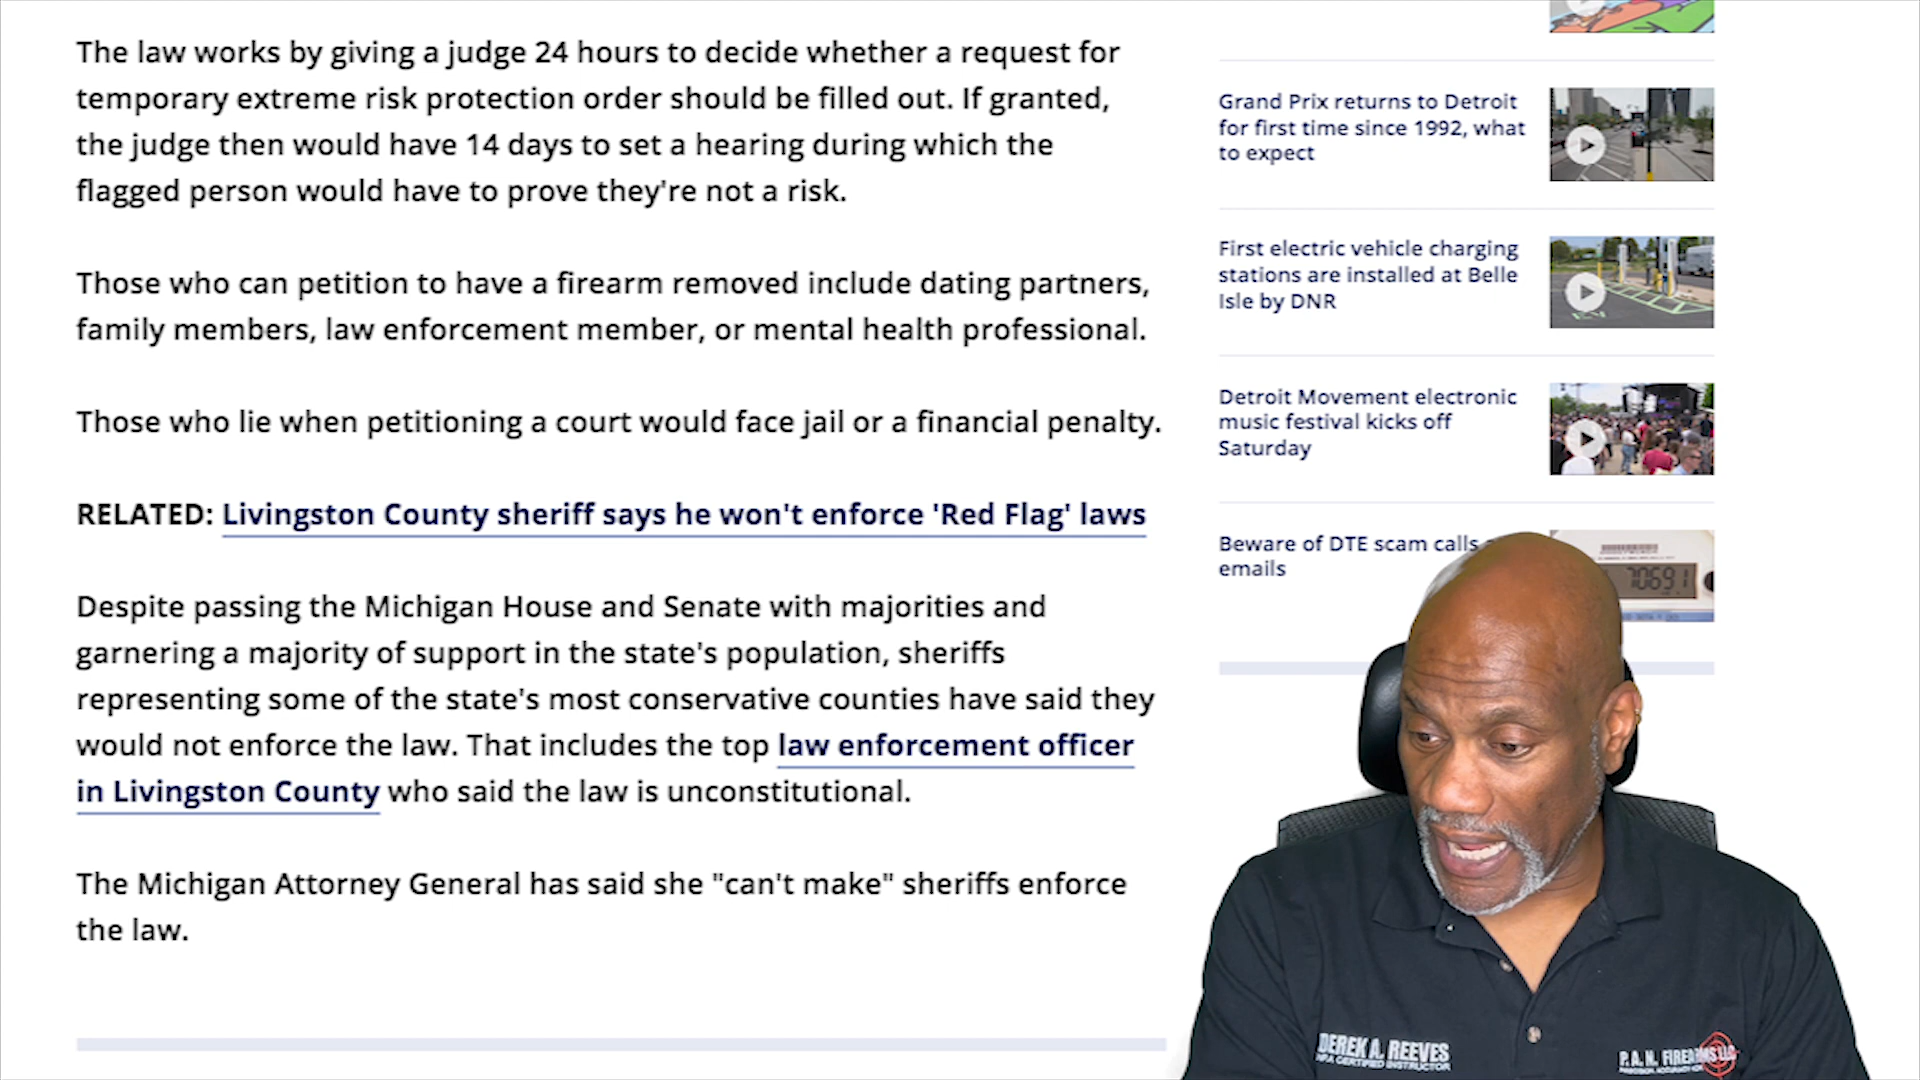 The law works by giving a judge 24 hours to decide whether a request for
temporary extreme risk protection order should be filled out. If granted,
the judge then would have 14 days to set a hearing during which the
flagged person would have to prove they're not a risk.
Those who can petition to have a firearm removed include dating partners,
family members, law enforcement member, or mental health professional.
Those who lie when petitioning a court would face jail or a financial penalty.
RELATED: Livingston County sheriff says he won't enforce 'Red Flag' laws
Despite passing the Michigan House and Senate with majorities and
garnering a majority of support in the state's population, sheriffs
representing some of the state's most conservative counties have said they
would not enforce the law. That includes the top law enforcement officer
in Livingston County who said the law is unconstitutional.
The Michigan Attorney General has said she "can't make" sheriffs enforce
the law.
Grand Prix returns to Detroit
for first time since 1992, what
to expect
First electric vehicle charging
stations are installed at Belle
Isle by DNR
EV
Detroit Movement electronic
music festival kicks off
Saturday
Beware of DTE scam calls
emails
70691
DEREK A. REEVES
NRA CERTIFIED INSTRUCTOR
P.A.N. FIREARMS LLC